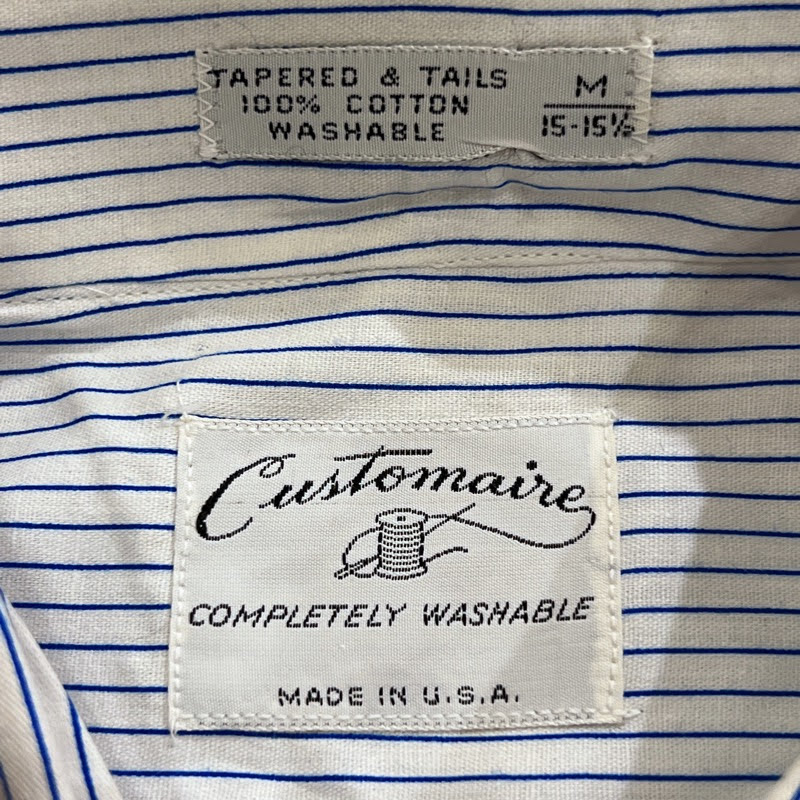 TAPERED & TAILS
100% COTTON
WASHABLE
M
15-15½
Customaire
COMPLETELY WASHABLE
MADE IN U.S.A.